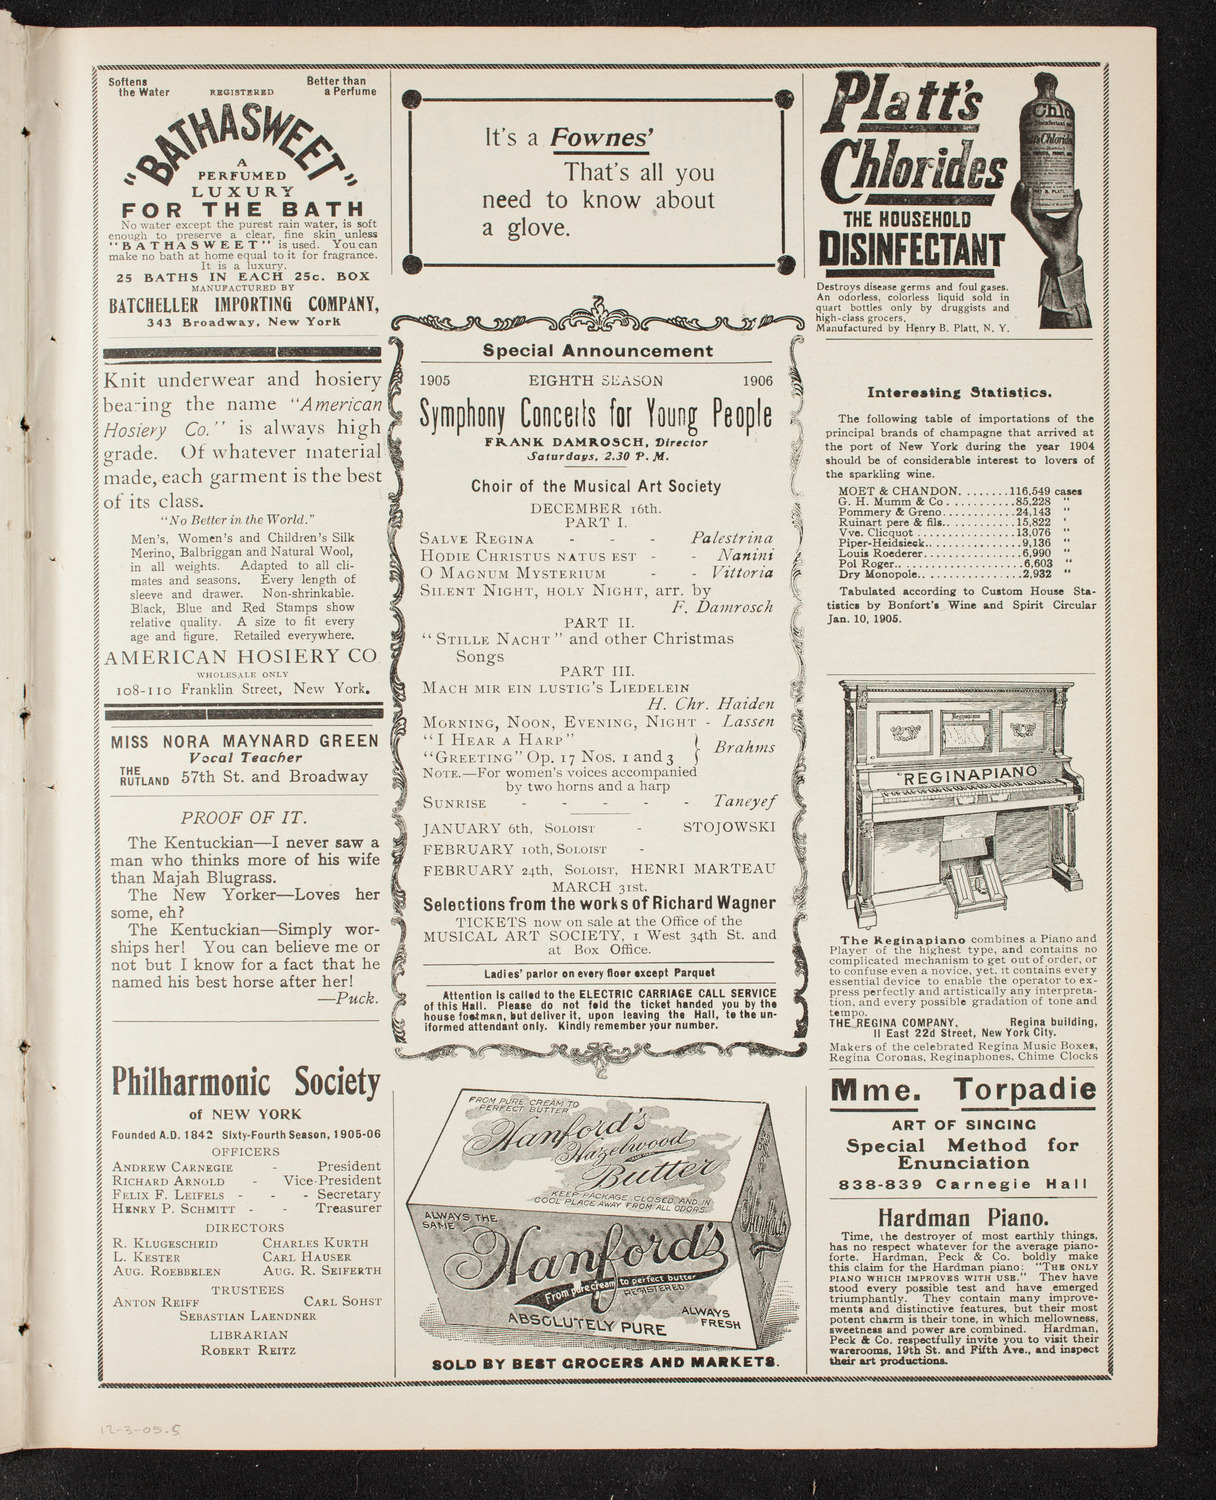 Softens
the Water
REGISTERED
Better than
a Perfume
"BATHASWEET"
A
PERFUMED
LUXURY
FOR THE BATH
No water except the purest rain water, is soft
enough to preserve a clear, fine skin unless
"BATHASWEET" is used. You can
make no bath at home equal to it for fragrance.
It is a luxury.
25 BATHS IN EACH 25c. BOX
MANUFACTURED BY
BATCHELLER IMPORTING COMPANY,
343 Broadway, New York
Knit underwear and hosiery
bearing the name "American
Hosiery Co." is always high
grade. Of whatever material
made, each garment is the best
of its class.
"No Better in the World."
Men's, Women's and Children's Silk
Merino, Balbriggan and Natural Wool,
in all weights. Adapted to all cli-
mates and seasons. Every length of
sleeve and drawer. Non-shrinkable.
Black, Blue and Red Stamps show
relative quality. A size to fit every
age and figure. Retailed everywhere.
AMERICAN HOSIERY CO
WHOLESALE ONLY
108-110 Franklin Street, New York.
MISS NORA MAYNARD GREEN
Vocal Teacher
THE RUTLAND 57th St. and Broadway
PROOF OF IT.
The Kentuckian—I never saw a
man who thinks more of his wife
than Majah Blugrass.
The New Yorker—Loves her
some, eh?
The Kentuckian—Simply wor-
ships her! You can believe me or
not but I know for a fact that he
named his best horse after her!
—Puck.
Philharmonic Society
of NEW YORK
Founded A.D. 1842 Sixty-Fourth Season, 1905-06
OFFICERS
ANDREW CARNEGIE - President
RICHARD ARNOLD - Vice-President
FELIX F. LEIFELS - - - Secretary
HENRY P. SCHMITT - - Treasurer
DIRECTORS
R. KLUGESCHEID CHARLES KURTH
L. KESTER CARL HAUSER
AUG. ROEBBELEN AUG. R. SEIFERTH
TRUSTEES
ANTON REIFF CARL SOHST
SEBASTIAN LAENDNER
LIBRARIAN
ROBERT REITZ
It's a Fownes'
That's all you
need to know about
a glove.
Special Announcement
1905 EIGHTH SEASON 1906
Symphony Concerts for Young People
FRANK DAMROSCH, Director
Saturdays, 2.30 P. M.
Choir of the Musical Art Society
DECEMBER 16th.
PART I.
SALVE REGINA - - - Palestrina
HODIE CHRISTUS NATUS EST - - Nanini
O MAGNUM MYSTERIUM - - Vittoria
SILENT NIGHT, HOLY NIGHT, arr. by
F. Damrosch
PART II.
"STILLE NACHT" and other Christmas
Songs
PART III.
MACH MIR EIN LUSTIG'S LIEDELEIN
H. Chr. Haiden
MORNING, NOON, EVENING, NIGHT - Lassen
"I HEAR A HARP"
"GREETING" Op. 17 Nos. 1 and 3 } Brahms
NOTE.—For women's voices accompanied
by two horns and a harp
SUNRISE - - - - - Taneyef
JANUARY 6th, SOLOIST - STOJOWSKI
FEBRUARY 10th, SOLOIST -
FEBRUARY 24th, SOLOIST, HENRI MARTEAU
MARCH 31st.
Selections from the works of Richard Wagner
TICKETS now on sale at the Office of the
MUSICAL ART SOCIETY, 1 West 34th St. and
at Box Office.
Ladies' parlor on every floor except Parquet
Attention is called to the ELECTRIC CARRIAGE CALL SERVICE
of this Hall. Please do not fold the ticket handed you by the
house footman, but deliver it, upon leaving the Hall, to the un-
iformed attendant only. Kindly remember your number.
FROM PURE CREAM TO
PERFECT BUTTER
Hanford's
Hazelwood
Butter
KEEP PACKAGE CLOSED AND IN
COOL PLACE AWAY FROM ALL ODORS.
ALWAYS THE
SAME
Hanford's
From pure cream to perfect butter
REGISTERED
ABSOLUTELY PURE
ALWAYS
FRESH
Hanford's
SOLD BY BEST GROCERS AND MARKETS.
Platt's
Chlorides
THE HOUSEHOLD
DISINFECTANT
Destroys disease germs and foul gases.
An odorless, colorless liquid sold in
quart bottles only by druggists and
high-class grocers.
Manufactured by Henry B. Platt, N. Y.
Interesting Statistics.
The following table of importations of the
principal brands of champagne that arrived at
the port of New York during the year 1904
should be of considerable interest to lovers of
the sparkling wine.
MOET & CHANDON........116,549 cases
G. H. Mumm & Co..........85,228 "
Pommery & Greno............24,143 "
Ruinart pere & fils............15,822 "
Vve. Clicquot..................13,076 "
Piper-Heidsieck................9,136 "
Louis Roederer.................6,990 "
Pol Roger......................6,603 "
Dry Monopole..................2,932 "
Tabulated according to Custom House Sta-
tistics by Bonfort's Wine and Spirit Circular
Jan. 10, 1905.
Reginapiano
REGINAPIANO
The Reginapiano combines a Piano and
Player of the highest type, and contains no
complicated mechanism to get out of order, or
to confuse even a novice, yet, it contains every
essential device to enable the operator to ex-
press perfectly and artistically any interpreta-
tion, and every possible gradation of tone and
tempo.
THE REGINA COMPANY, Regina building,
11 East 22d Street, New York City.
Makers of the celebrated Regina Music Boxes,
Regina Coronas, Reginaphones, Chime Clocks
Mme. Torpadie
ART OF SINGING
Special Method for
Enunciation
838-839 Carnegie Hall
Hardman Piano.
Time, the destroyer of most earthly things,
has no respect whatever for the average piano-
forte. Hardman, Peck & Co. boldly make
this claim for the Hardman piano: "THE ONLY
PIANO WHICH IMPROVES WITH USE." They have
stood every possible test and have emerged
triumphantly. They contain many improve-
ments and distinctive features, but their most
potent charm is their tone, in which mellowness,
sweetness and power are combined. Hardman,
Peck & Co. respectfully invite you to visit their
warerooms, 19th St. and Fifth Ave., and inspect
their art productions.
12-3-05.5